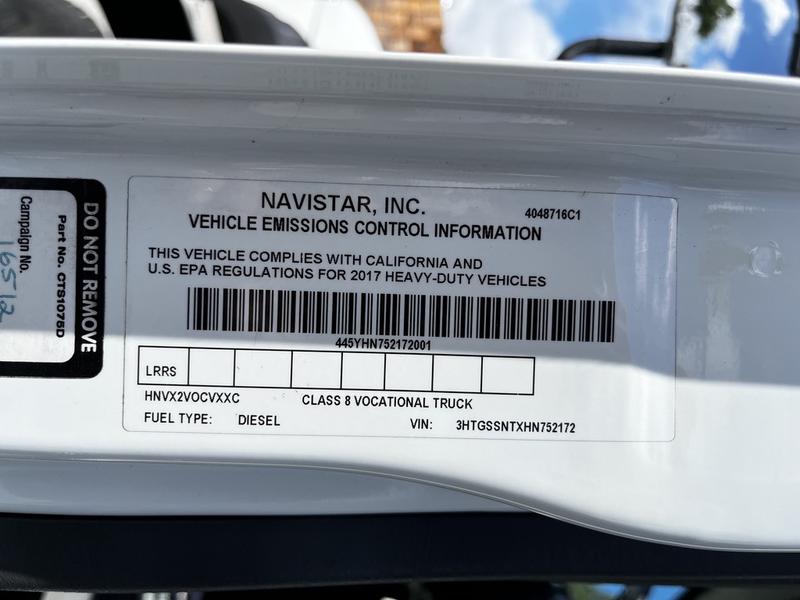 NAVISTAR, INC.
4048716C1
VEHICLE EMISSIONS CONTROL INFORMATION
THIS VEHICLE COMPLIES WITH CALIFORNIA AND
U.S. EPA REGULATIONS FOR 2017 HEAVY-DUTY VEHICLES
445YHN752172001
LRRS
HNVX2VOCVXXC CLASS 8 VOCATIONAL TRUCK
FUEL TYPE: DIESEL VIN: 3HTGSSNTXHN752172
DO NOT REMOVE
Part No. CTS1075D
Campaign No.